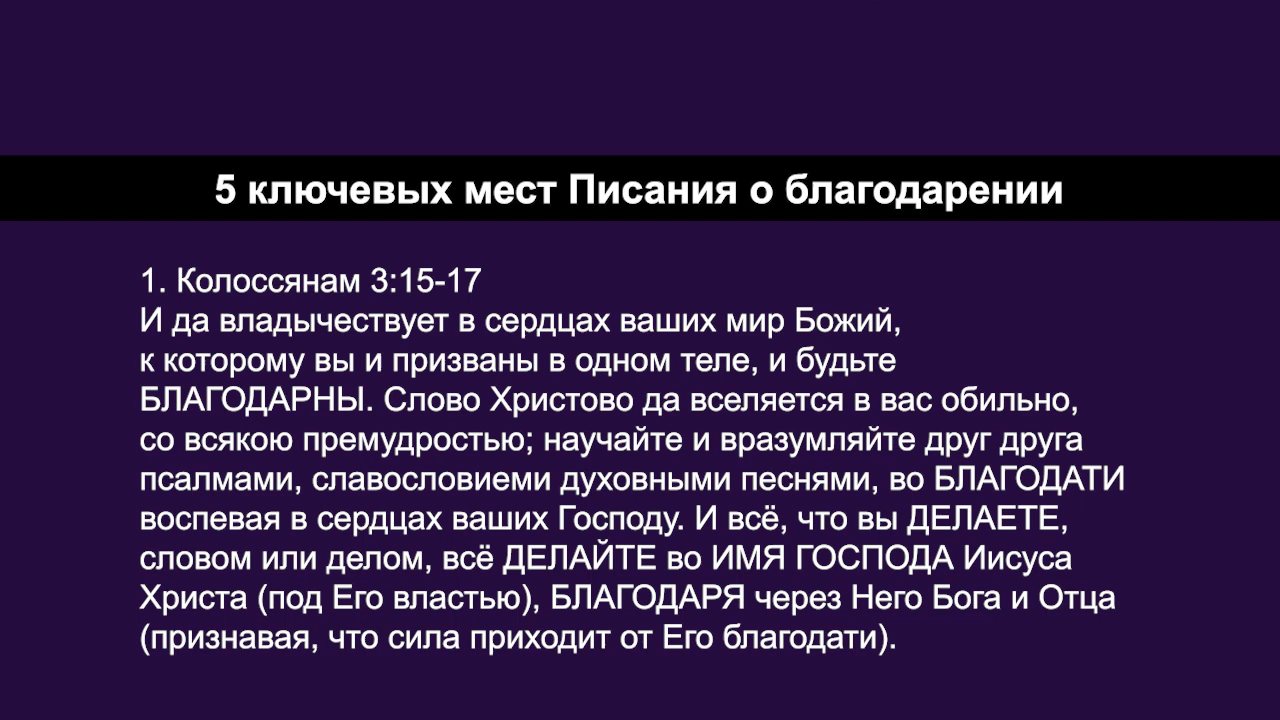 5 ключевых мест Писания о благодарении
1. Колоссянам 3:15-17
И да владычествует в сердцах ваших мир Божий,
к которому вы и призваны в одном теле, и будьте
БЛАГОДАРНЫ. Слово Христово да вселяется в вас обильно,
со всякою премудростью; научайте и вразумляйте друг друга
псалмами, славословиеми духовными песнями, во БЛАГОДАТИ
воспевая в сердцах ваших Господу. И всё, что вы ДЕЛАЕТЕ,
словом или делом, всё ДЕЛАЙТЕ во ИМЯ ГОСПОДА Иисуса
Христа (под Его властью), БЛАГОДАРЯ через Него Бога и Отца
(признавая, что сила приходит от Его благодати).